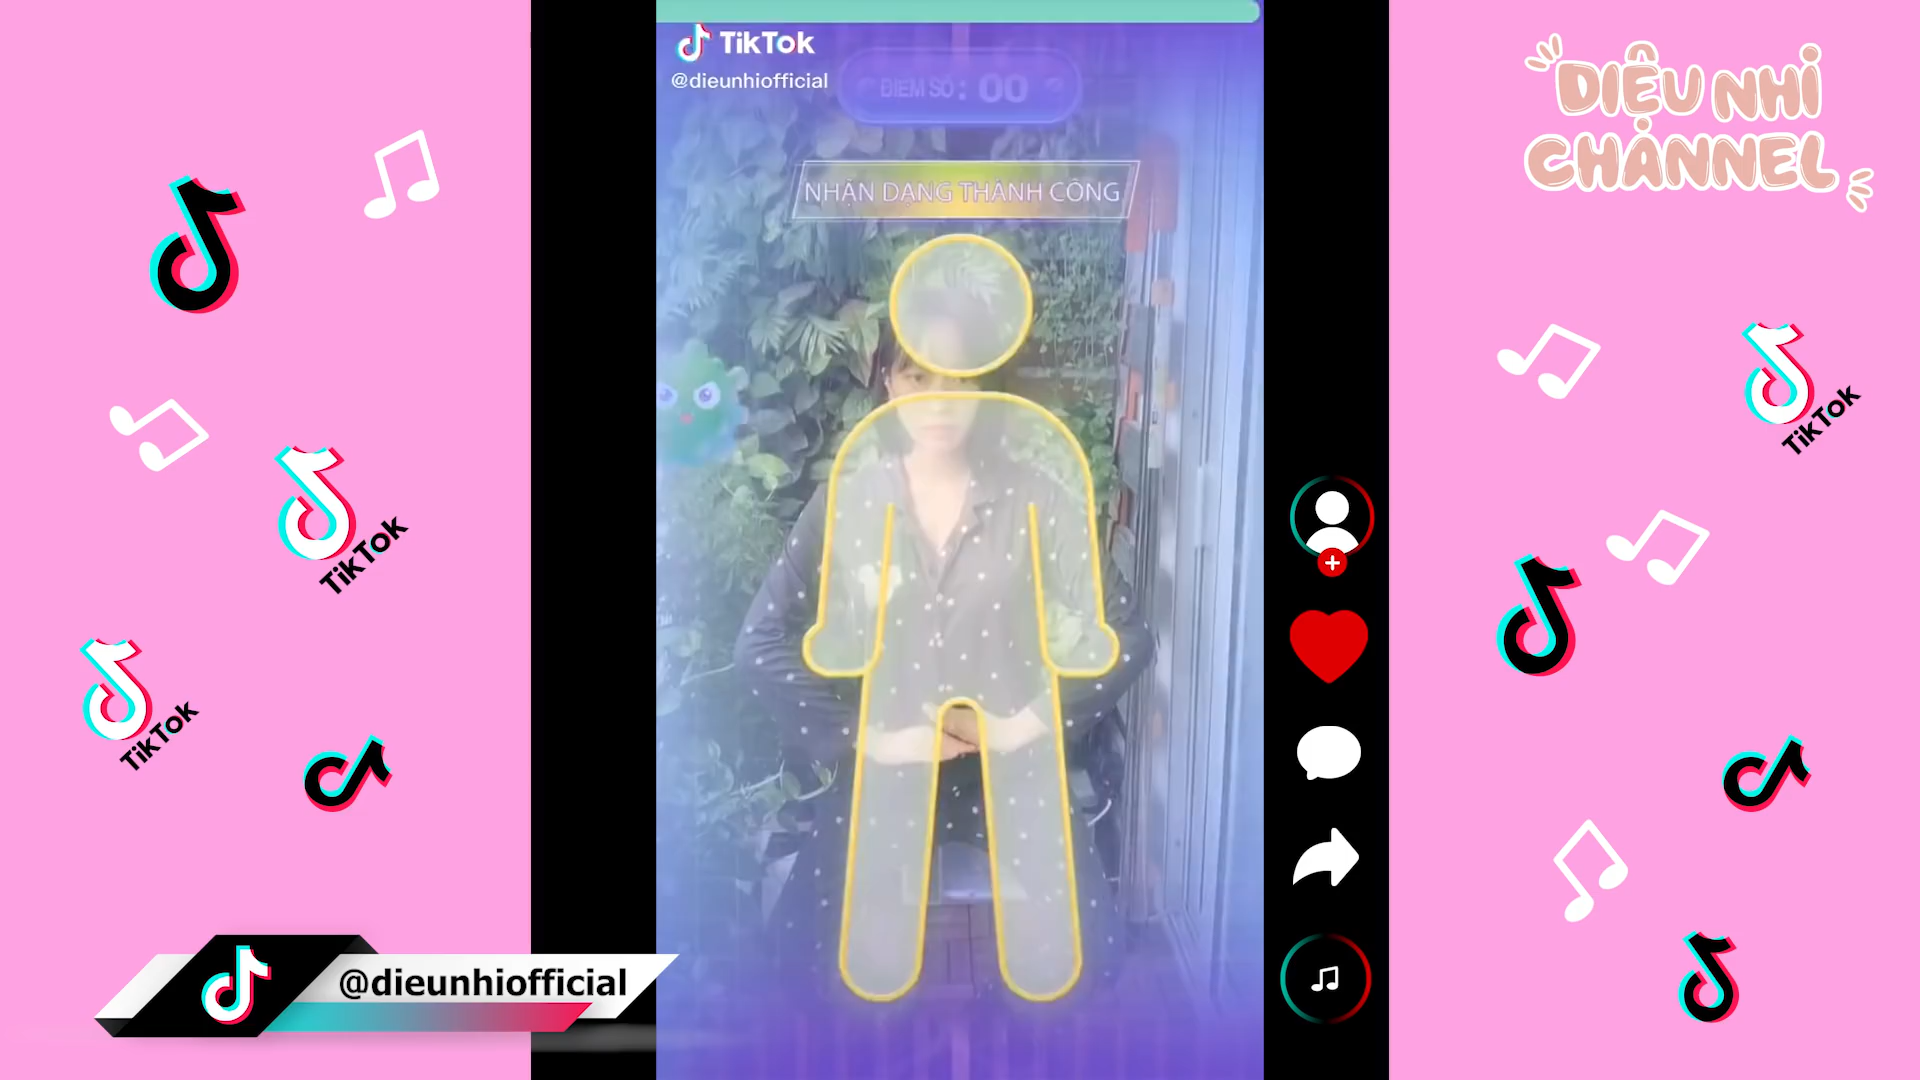 TikTok
@dieunhiofficial
ĐIỂM SỐ : 00
NHẬN DẠNG THÀNH CÔNG
DIỆU NHI
CHANNEL
TikTok
TikTok
TikTok
@dieunhiofficial